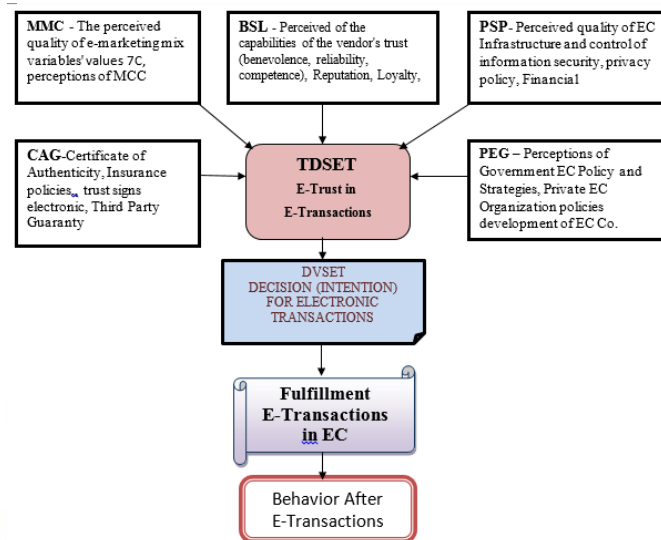 MMC - The perceived
quality of e-marketing mix
variables' values 7C,
perceptions of MCC
BSL - Perceived of the
capabilities of the vendor's trust
(benevolence, reliability,
competence), Reputation, Loyalty,
PSP- Perceived quality of EC
Infrastructure and control of
information security, privacy
policy, Financial
CAG-Certificate of
Authenticity, Insurance
policies, trust signs
electronic, Third Party
Guaranty
TDSET
E-Trust in
E-Transactions
PEG – Perceptions of
Government EC Policy and
Strategies, Private EC
Organization policies
development of EC Co.
DVSET
DECISION (INTENTION)
FOR ELECTRONIC
TRANSACTIONS
Fulfillment
E-Transactions
in EC
Behavior After
E-Transactions